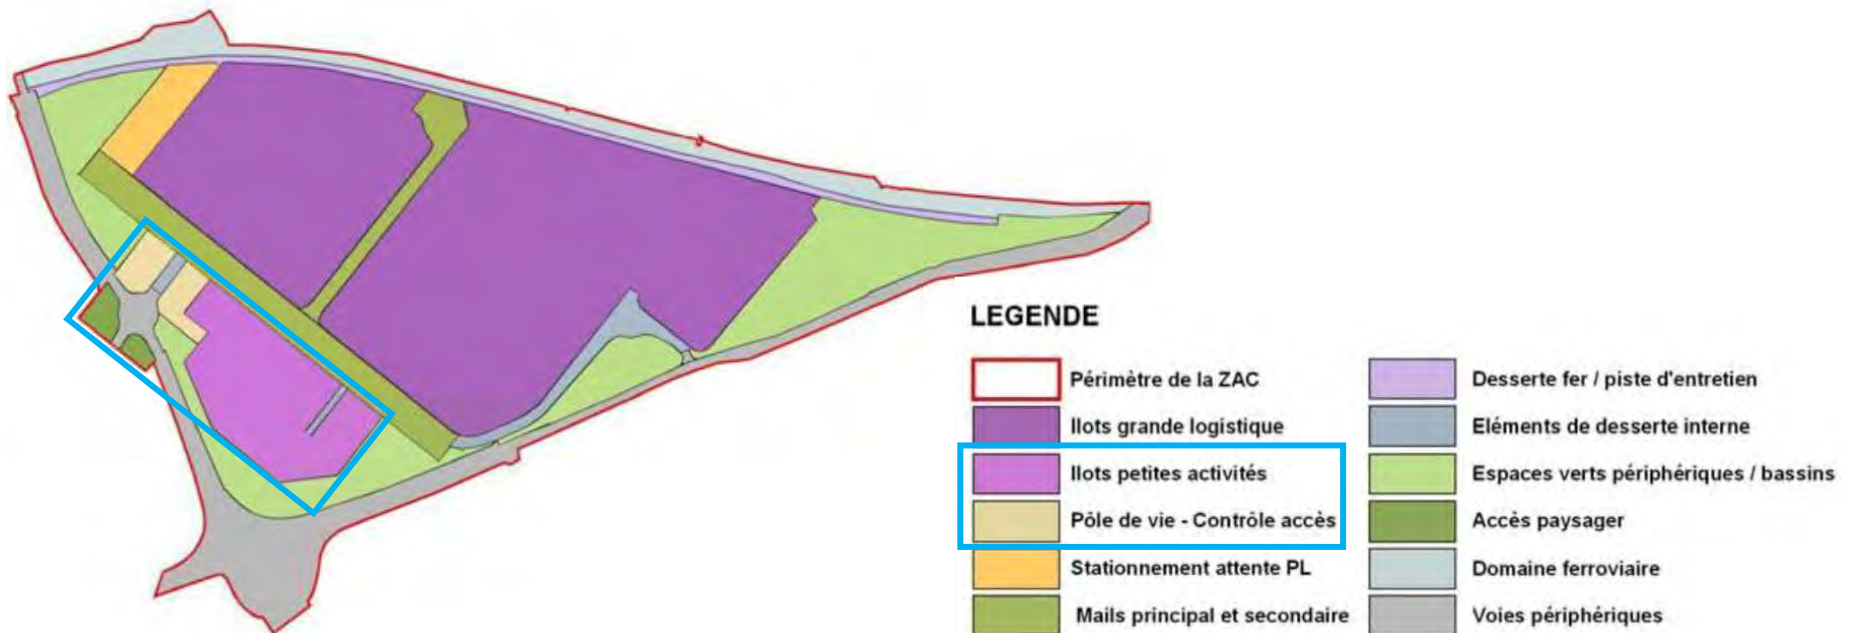 LEGENDE
Périmètre de la ZAC
Ilots grande logistique
Ilots petites activités
Pôle de vie - Contrôle accès
Stationnement attente PL
Mails principal et secondaire
Desserte fer / piste d'entretien
Eléments de desserte interne
Espaces verts périphériques / bassins
Accès paysager
Domaine ferroviaire
Voies périphériques